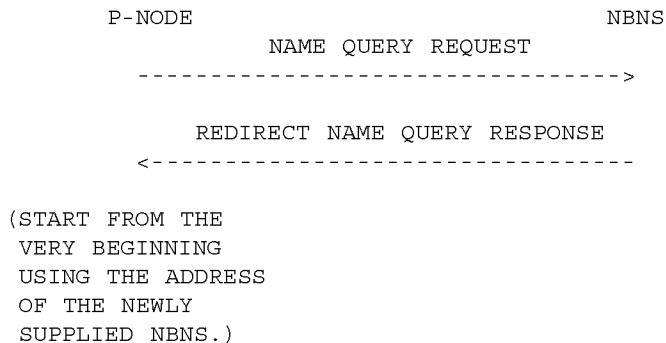 P-NODE NBNS
NAME QUERY REQUEST
--------------------------------->
REDIRECT NAME QUERY RESPONSE
<---------------------------------
(START FROM THE
VERY BEGINNING
USING THE ADDRESS
OF THE NEWLY
SUPPLIED NBNS.)